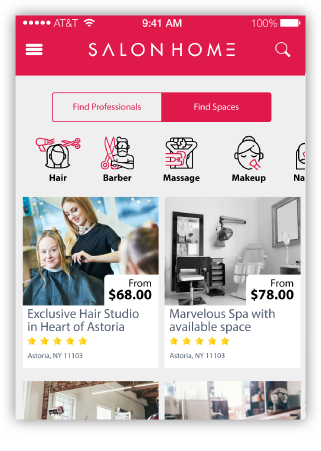 AT&T 9:41 AM 100%
SALONHOME
Find Professionals Find Spaces
Hair Barber Massage Makeup Na
From From
$68.00 $78.00
Exclusive Hair Studio
in Heart of Astoria
Astoria, NY 11103
Marvelous Spa with
available space
Astoria, NY 11103